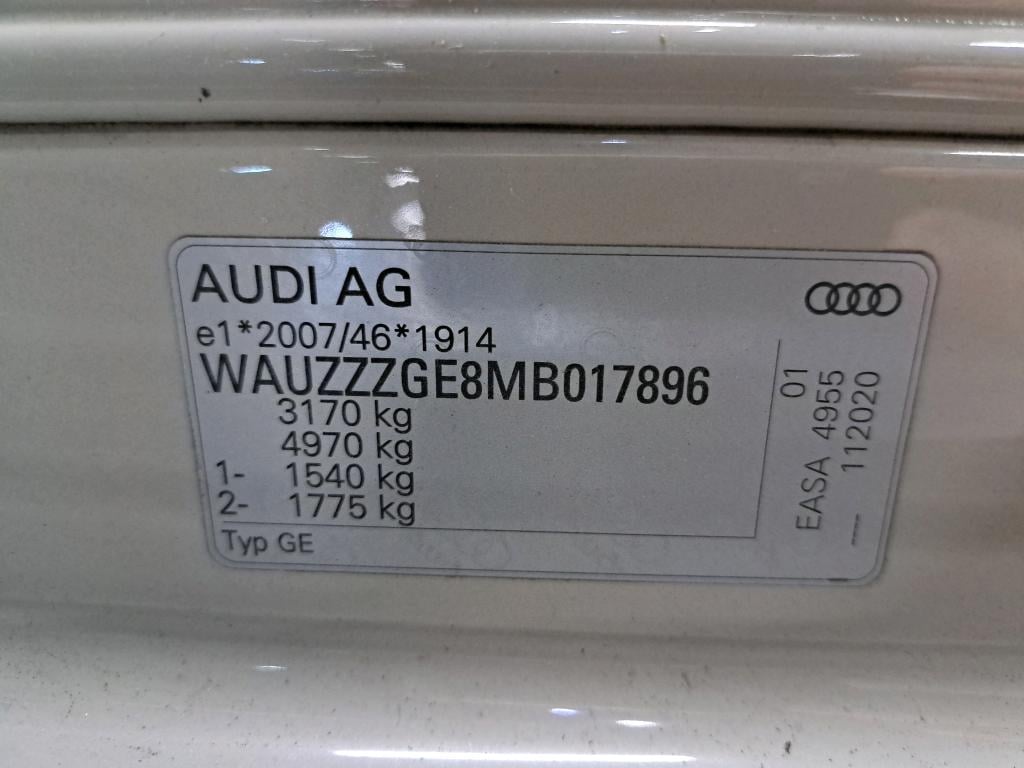 AUDI AG
e1*2007/46*1914
WAUZZZGE8MB017896
3170 kg
4970 kg
1- 1540 kg
2- 1775 kg
Typ GE
01
EASA 4955
--- 112020